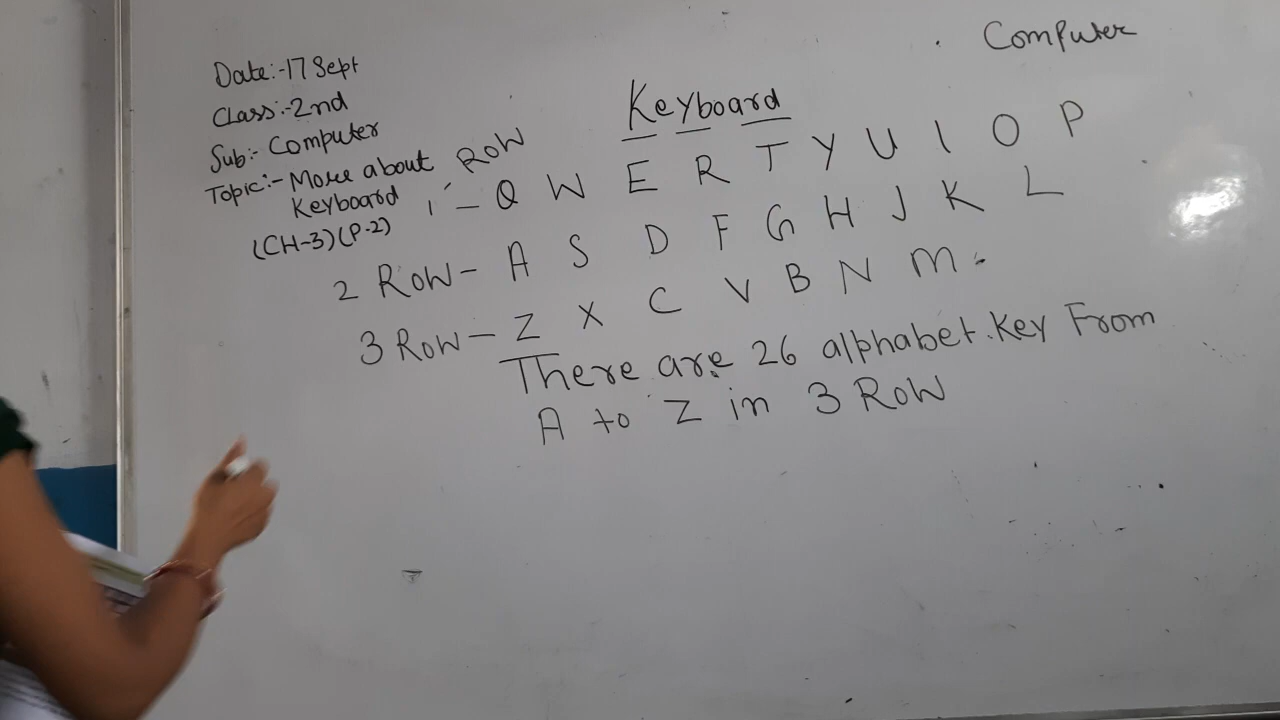 Computer
Date:-17 Sept
Class:-2nd
Sub:- Computer
Topic:- More about
Keyboard
(CH-3)(P-2)
Keyboard
1 ROW - Q W E R T Y U I O P
2 ROW - A S D F G H J K L
3 ROW - Z X C V B N M.
There are 26 alphabet.Key From
A to Z in 3 ROW